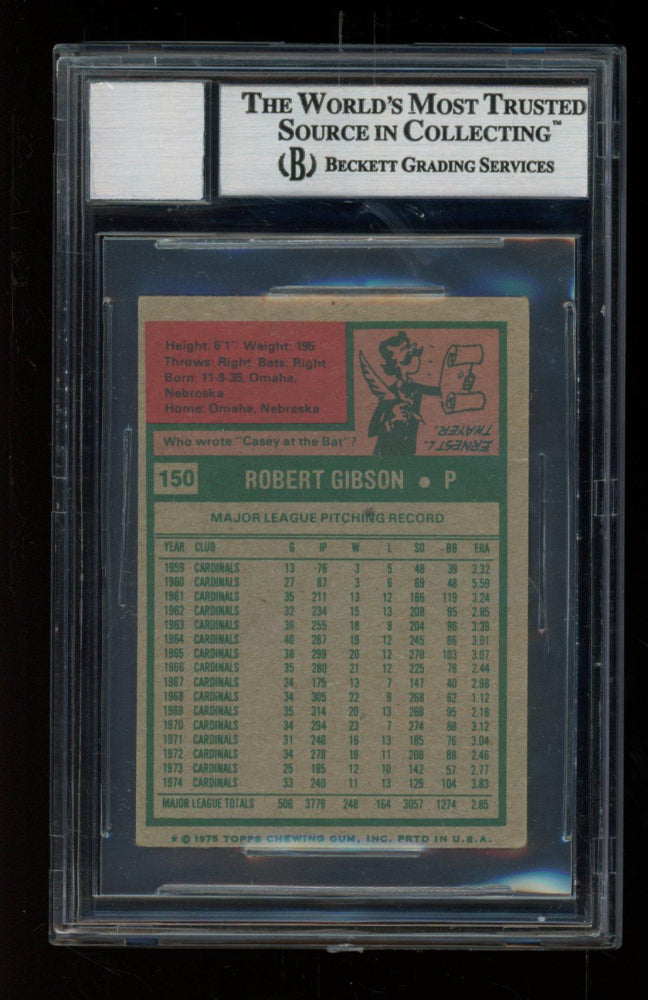 THE WORLD'S MOST TRUSTED
SOURCE IN COLLECTING™
(B) BECKETT GRADING SERVICES
Height: 6'1" Weight: 195
Throws: Right Bats: Right
Born: 11-9-35, Omaha,
Nebraska
Home: Omaha, Nebraska
ERNEST L.
THAYER.
Who wrote "Casey at the Bat"?
150 ROBERT GIBSON • P
MAJOR LEAGUE PITCHING RECORD
YEAR CLUB G IP W L SO BB ERA
1959 CARDINALS 13 76 3 5 48 39 3.32
1960 CARDINALS 27 87 3 6 69 48 5.59
1961 CARDINALS 35 211 13 12 166 119 3.24
1962 CARDINALS 32 234 15 13 208 95 2.85
1963 CARDINALS 36 255 18 9 204 96 3.39
1964 CARDINALS 40 287 19 12 245 86 3.01
1965 CARDINALS 38 299 20 12 270 103 3.07
1966 CARDINALS 35 280 21 12 225 78 2.44
1967 CARDINALS 24 175 13 7 147 40 2.98
1968 CARDINALS 34 305 22 9 268 62 1.12
1969 CARDINALS 35 314 20 13 269 95 2.18
1970 CARDINALS 34 294 23 7 274 88 3.12
1971 CARDINALS 31 246 16 13 185 76 3.04
1972 CARDINALS 34 278 19 11 208 88 2.46
1973 CARDINALS 25 195 12 10 142 57 2.77
1974 CARDINALS 33 240 11 13 129 104 3.83
MAJOR LEAGUE TOTALS 506 3776 248 164 3057 1274 2.85
★ © 1975 TOPPS CHEWING GUM, INC. PRTD IN U.S.A.